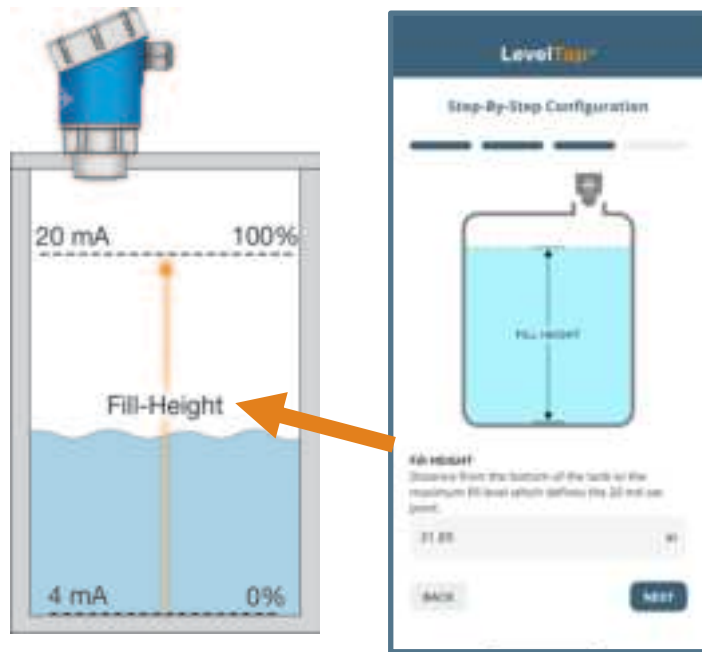 20 mA 100%
Fill-Height
4 mA 0%
LevelTap
Step-By-Step Configuration
FILL HEIGHT
FILL HEIGHT
Distance from the bottom of the tank to the
maximum fill level which defines the 20 mA set
point.
in
BACK NEXT